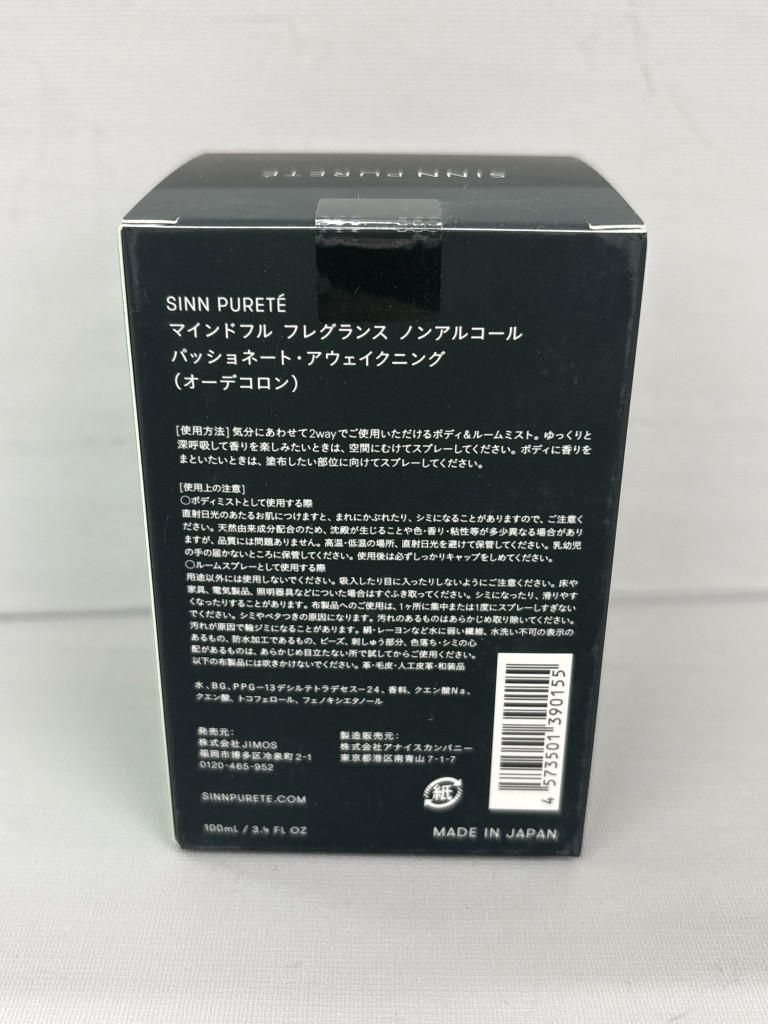 SINN PURETÉ
SINN PURETÉ
マインドフル フレグランス ノンアルコール
パッショネート・アウェイクニング
（オーデコロン）
[使用方法] 気分にあわせて2wayでご使用いただけるボディ&ルームミスト。ゆっくりと
深呼吸して香りを楽しみたいときは、空間にむけてスプレーしてください。ボディに香りを
まといたいときは、塗布したい部位に向けてスプレーしてください。
[使用上の注意]
○ボディミストとして使用する際
直射日光のあたるお肌につけますと、まれにかぶれたり、シミになることがありますので、ご注意く
ださい。天然由来成分配合のため、沈殿が生じることや色・香り・粘性等が多少異なる場合があり
ますが、品質には問題ありません。高温・低温の場所、直射日光を避けて保管してください。乳幼児
の手の届かないところに保管してください。使用後は必ずしっかりキャップをしめてください。
○ルームスプレーとして使用する際
用途以外には使用しないでください。吸入したり目に入ったりしないようにご注意ください。床や
家具、電気製品、照明器具などについた場合はすぐふき取ってください。シミになったり、滑りやす
くなったりすることがあります。布製品へのご使用は、1ヶ所に集中または1度にスプレーしすぎない
でください。シミやベタつきの原因になります。汚れのあるものはあらかじめ取り除いてください。
汚れが原因で輪ジミになることがあります。絹・レーヨンなど水に弱い繊維、水洗い不可の表示の
あるもの、防水加工であるもの、ビーズ、刺しゅう部分、色落ち・シミの心
配があるものは、あらかじめ目立たない所で試してからご使用ください。
以下の布製品には吹きかけないでください。革・毛皮・人工皮革・和装品
水、BG、PPG-13デシルテトラデセス-24、香料、クエン酸Na、
クエン酸、トコフェロール、フェノキシエタノール
発売元：
株式会社JIMOS
福岡市博多区冷泉町2-1
0120-465-952
製造販売元：
株式会社アナイスカンパニー
東京都港区南青山7-1-7
SINNPURETE.COM
紙
4 573501 390155
100mL / 3.4 FL OZ
MADE IN JAPAN